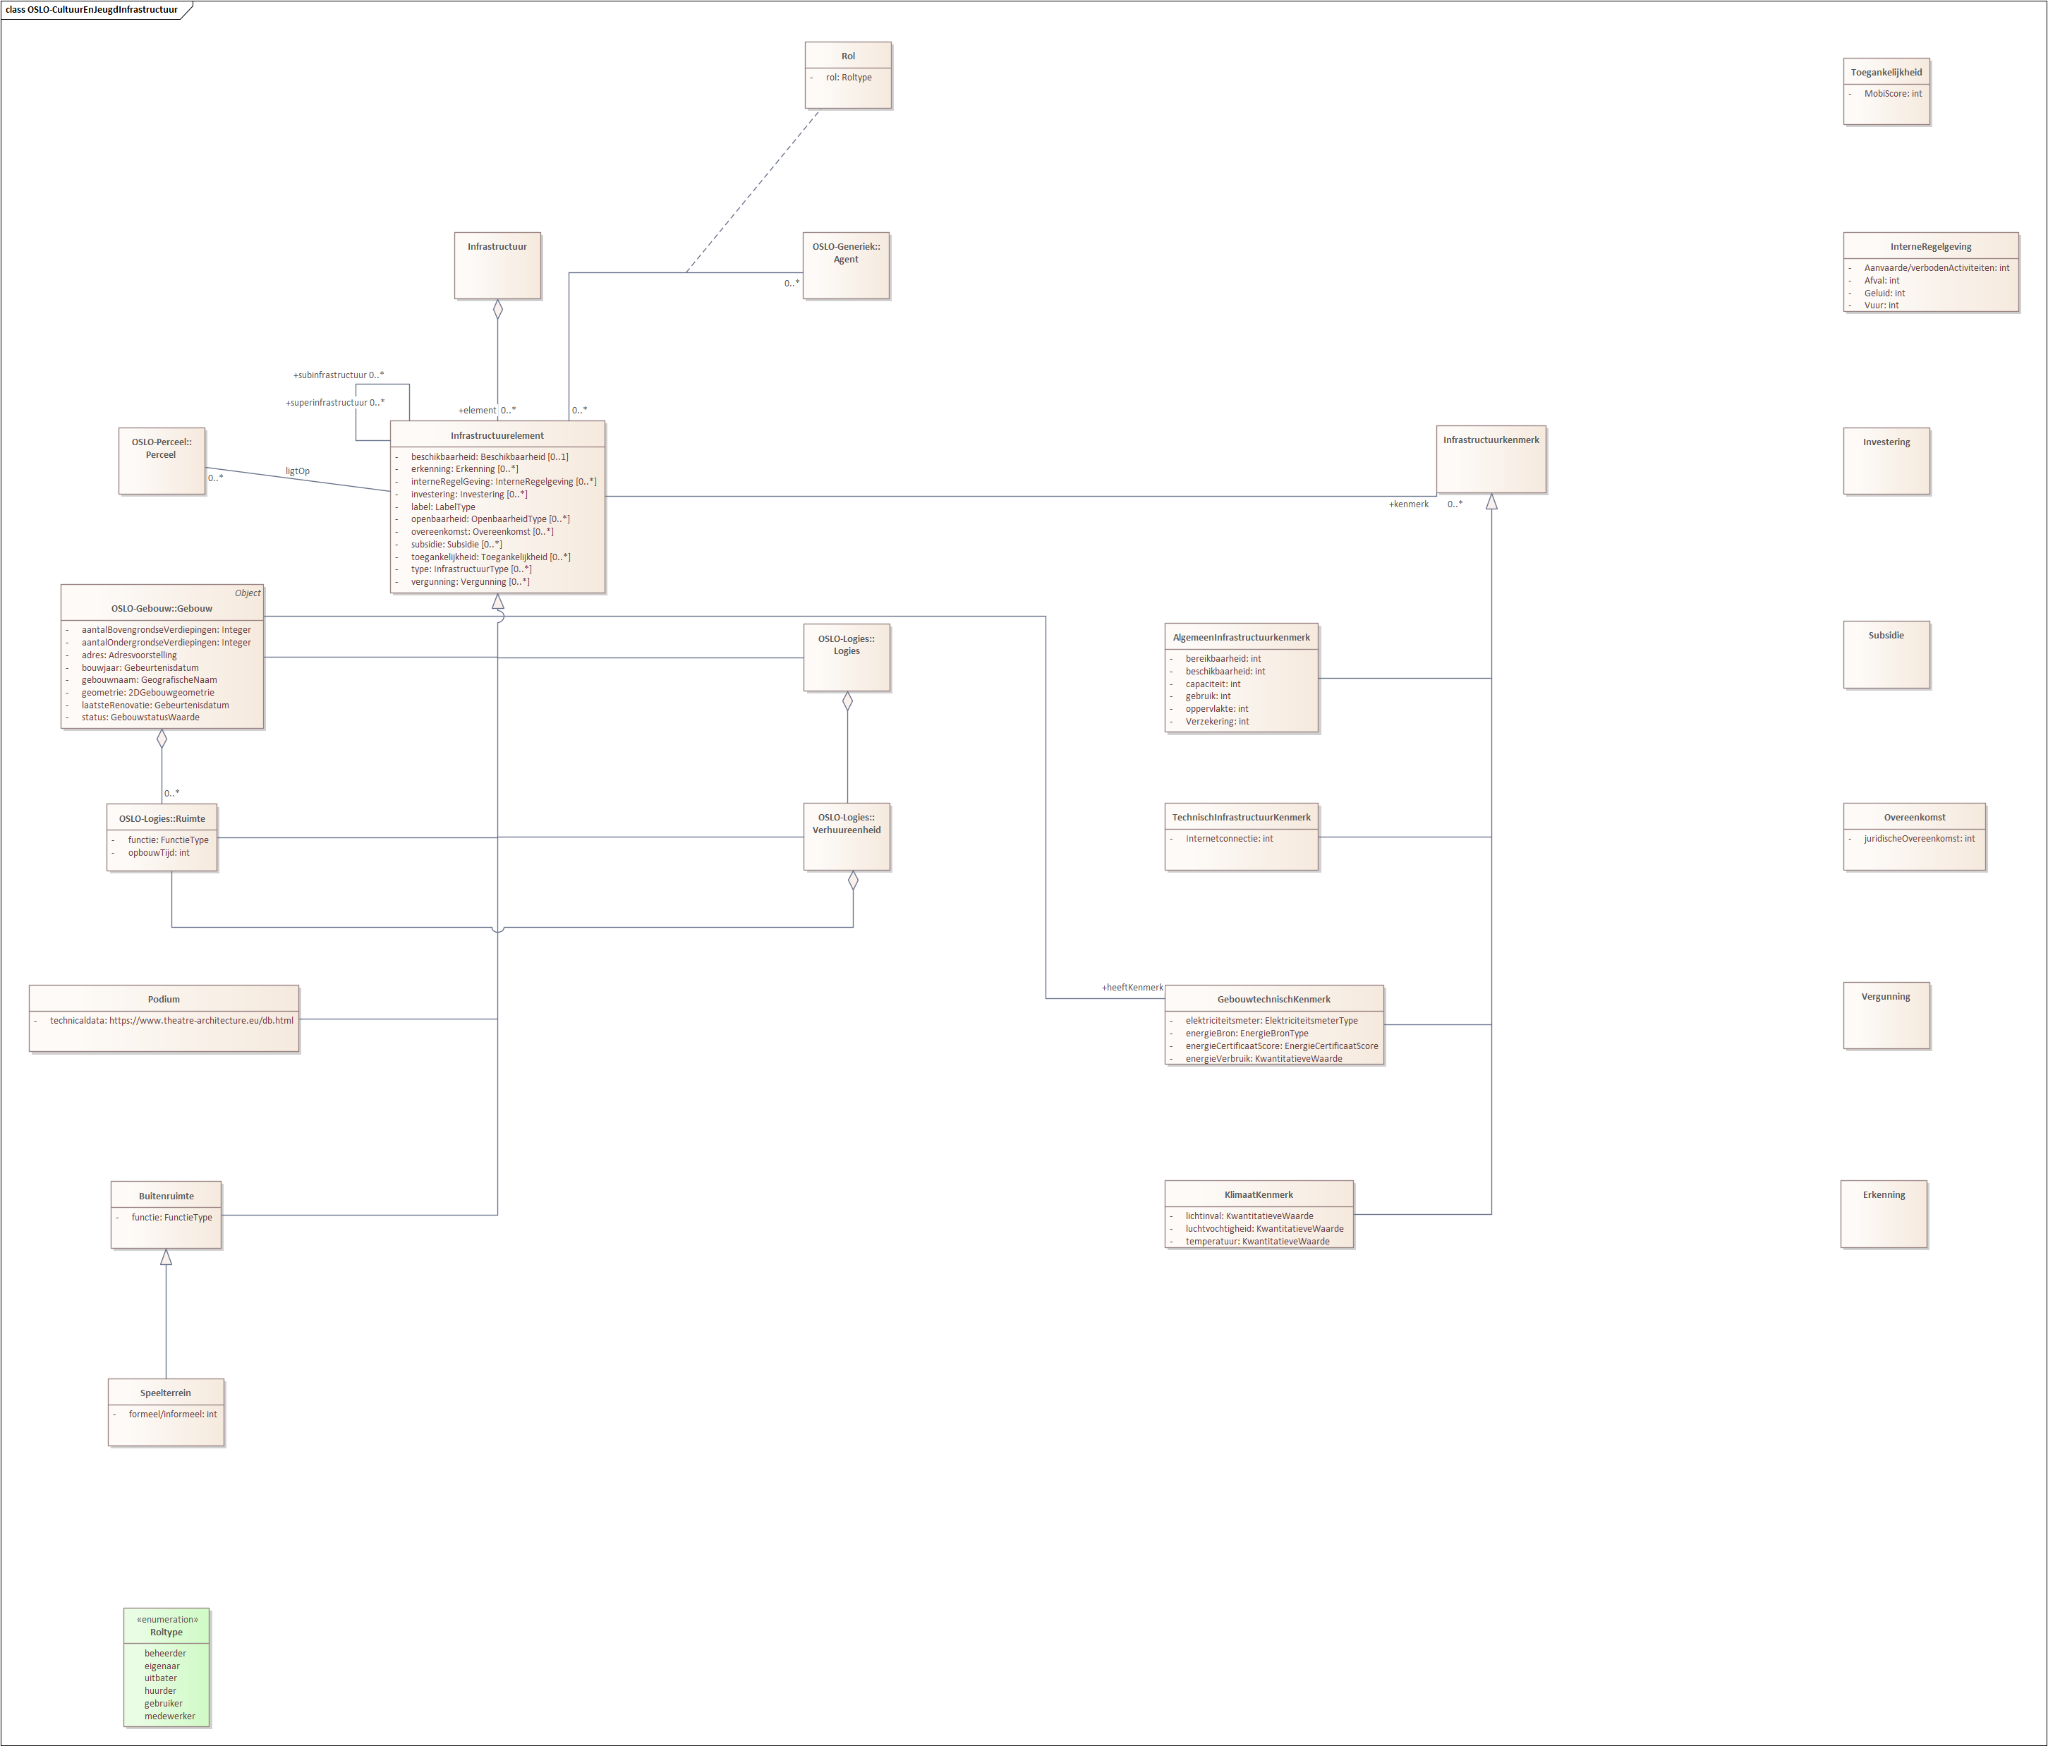 class OSLO-CultuurEnJeugdInfrastructuur
Rol
- rol: Roltype
Toegankelijkheid
- MobiScore: int
Infrastructuur
OSLO-Generiek::
Agent
0..*
InterneRegelgeving
- Aanvaarde/verbodenActiviteiten: int
- Afval: int
- Geluid: int
- Vuur: int
+subinfrastructuur 0..*
+superinfrastructuur 0..*
+element 0..*
0..*
OSLO-Perceel::
Perceel
0..*
ligtOp
Infrastructuurelement
- beschikbaarheid: Beschikbaarheid [0..1]
- erkenning: Erkenning [0..*]
- interneRegelGeving: InterneRegelgeving [0..*]
- investering: Investering [0..*]
- label: LabelType
- openbaarheid: OpenbaarheidType [0..*]
- overeenkomst: Overeenkomst [0..*]
- subsidie: Subsidie [0..*]
- toegankelijkheid: Toegankelijkheid [0..*]
- type: InfrastructuurType [0..*]
- vergunning: Vergunning [0..*]
Infrastructuurkenmerk
+kenmerk 0..*
Investering
Object
OSLO-Gebouw::Gebouw
- aantalBovengrondseVerdiepingen: Integer
- aantalOndergrondseVerdiepingen: Integer
- adres: Adresvoorstelling
- bouwjaar: Gebeurtenisdatum
- gebouwnaam: GeografischeNaam
- geometrie: 2DGebouwgeometrie
- laatsteRenovatie: Gebeurtenisdatum
- status: GebouwstatusWaarde
OSLO-Logies::
Logies
AlgemeenInfrastructuurkenmerk
- bereikbaarheid: int
- beschikbaarheid: int
- capaciteit: int
- gebruik: int
- oppervlakte: int
- Verzekering: int
Subsidie
0..*
OSLO-Logies::Ruimte
- functie: FunctieType
- opbouwTijd: int
OSLO-Logies::
Verhuureenheid
TechnischInfrastructuurKenmerk
- Internetconnectie: int
Overeenkomst
- juridischeOvereenkomst: int
Podium
- technicaldata: https://www.theatre-architecture.eu/db.html
+heeftKenmerk
GebouwtechnischKenmerk
- elektriciteitsmeter: ElektriciteitsmeterType
- energieBron: EnergieBronType
- energieCertificaatScore: EnergieCertificaatScore
- energieVerbruik: KwantitatieveWaarde
Vergunning
Buitenruimte
- functie: FunctieType
KlimaatKenmerk
- lichtinval: KwantitatieveWaarde
- luchtvochtigheid: KwantitatieveWaarde
- temperatuur: KwantitatieveWaarde
Erkenning
Speelterrein
- formeel/informeel: int
«enumeration»
Roltype
beheerder
eigenaar
uitbater
huurder
gebruiker
medewerker